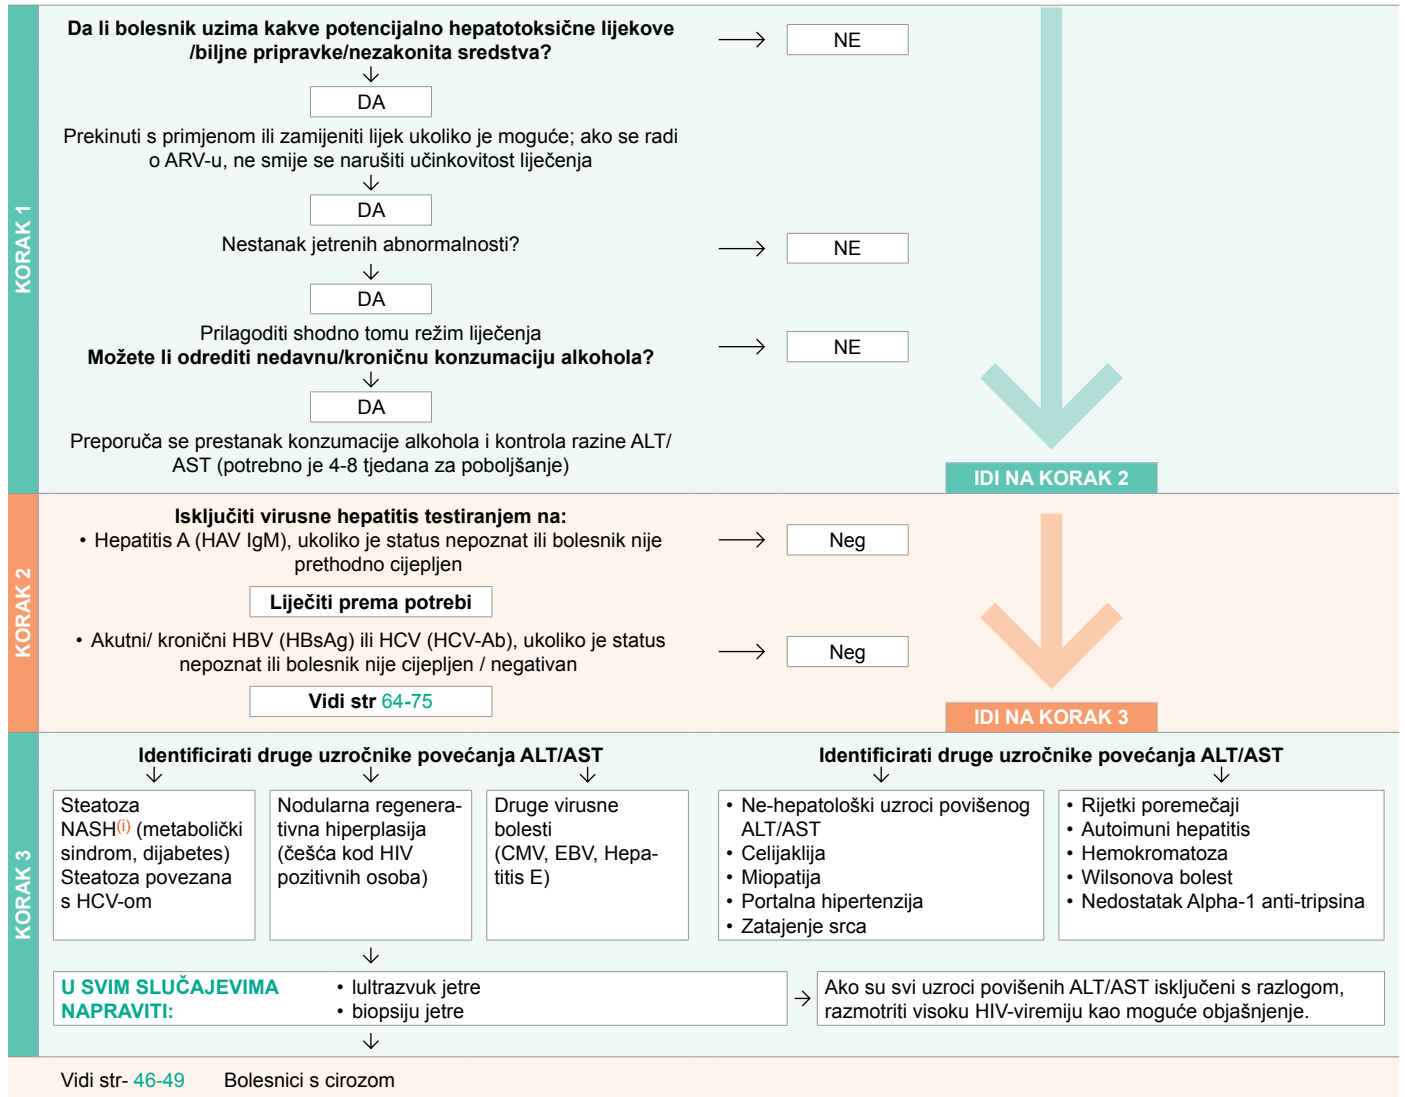 KORAK 1
Da li bolesnik uzima kakve potencijalno hepatotoksične lijekove
/biljne pripravke/nezakonita sredstva?
NE
DA
Prekinuti s primjenom ili zamijeniti lijek ukoliko je moguće; ako se radi
o ARV-u, ne smije se narušiti učinkovitost liječenja
DA
Nestanak jetrenih abnormalnosti?
NE
DA
Prilagoditi shodno tomu režim liječenja
Možete li odrediti nedavnu/kroničnu konzumaciju alkohola?
NE
DA
Preporuča se prestanak konzumacije alkohola i kontrola razine ALT/
AST (potrebno je 4-8 tjedana za poboljšanje)
IDI NA KORAK 2
KORAK 2
Isključiti virusne hepatitis testiranjem na:
• Hepatitis A (HAV IgM), ukoliko je status nepoznat ili bolesnik nije
prethodno cijepljen
Neg
Liječiti prema potrebi
• Akutni/ kronični HBV (HBsAg) ili HCV (HCV-Ab), ukoliko je status
nepoznat ili bolesnik nije cijepljen / negativan
Neg
Vidi str 64-75
IDI NA KORAK 3
KORAK 3
Identificirati druge uzročnike povećanja ALT/AST
Steatoza
NASH(i) (metabolički
sindrom, dijabetes)
Steatoza povezana
s HCV-om
Nodularna regenera-
tivna hiperplasija
(češća kod HIV
pozitivnih osoba)
Druge virusne
bolesti
(CMV, EBV, Hepa-
titis E)
Identificirati druge uzročnike povećanja ALT/AST
• Ne-hepatološki uzroci povišenog
ALT/AST
• Celijaklija
• Miopatija
• Portalna hipertenzija
• Zatajenje srca
• Rijetki poremećaji
• Autoimuni hepatitis
• Hemokromatoza
• Wilsonova bolest
• Nedostatak Alpha-1 anti-tripsina
U SVIM SLUČAJEVIMA
NAPRAVITI:
• lultrazvuk jetre
• biopsiju jetre
Ako su svi uzroci povišenih ALT/AST isključeni s razlogom,
razmotriti visoku HIV-viremiju kao moguće objašnjenje.
Vidi str- 46-49 Bolesnici s cirozom